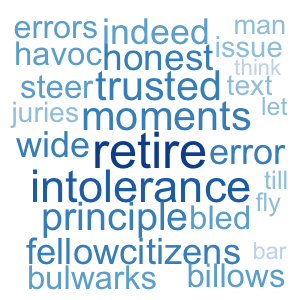 errors indeed man
havoc honest issue
think
steer trusted text
juries moments let
wide retire error
intolerance till
principle bled fly
fellowcitizens bar
bulwarks billows